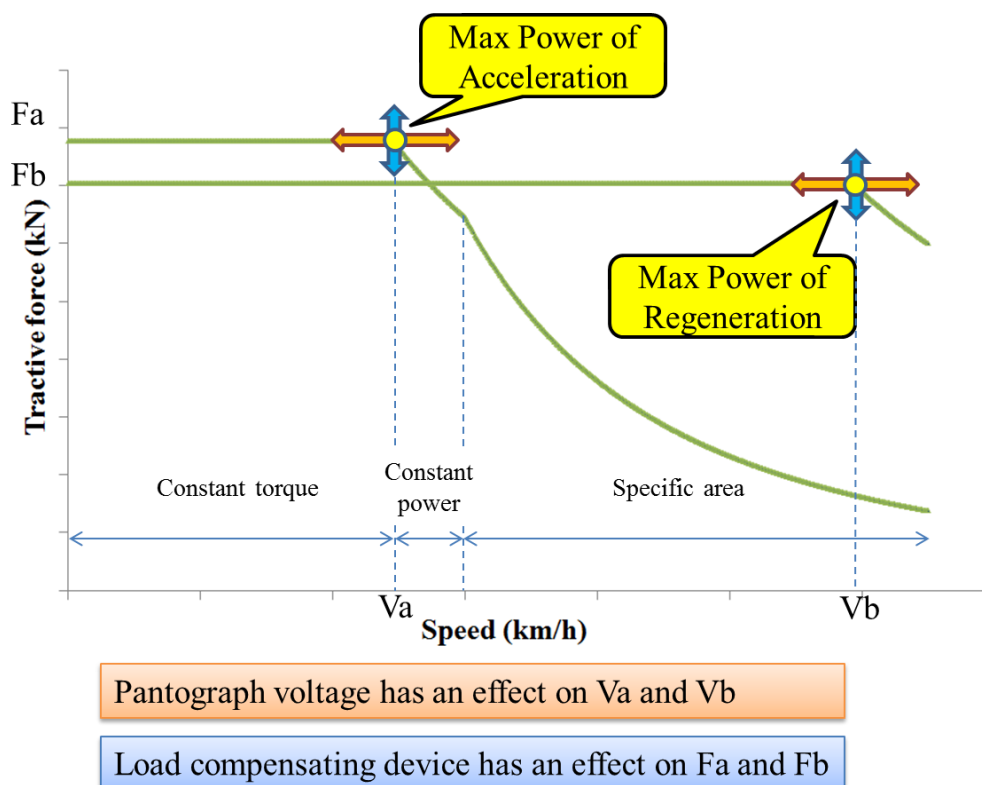 Max Power of
Acceleration
Fa
Fb
Tractive force (kN)
Max Power of
Regeneration
Constant torque
Constant
power
Specific area
Va
Vb
Speed (km/h)
Pantograph voltage has an effect on Va and Vb
Load compensating device has an effect on Fa and Fb